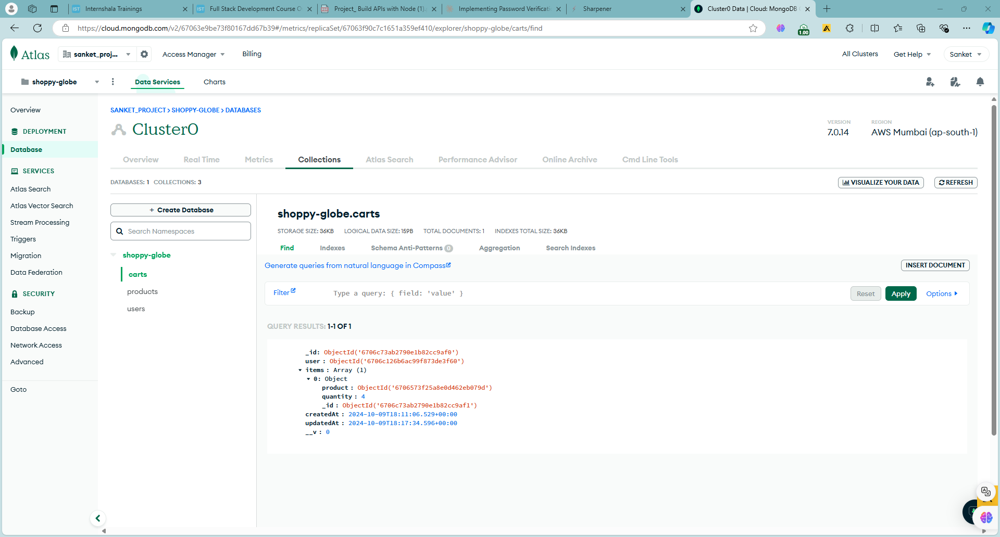 Internshala Trainings
Full Stack Development Course O
Project_ Build APIs with Node (1).
Implementing Password Verificati
Sharpener
Cluster0 Data | Cloud: MongoDB
https://cloud.mongodb.com/v2/67063e9be73f80167dd67b39#/metrics/replicaSet/67063f90c7c1651a359ef410/explorer/shoppy-globe/carts/find
1.00
Atlas
sanket_proj...
Access Manager
Billing
All Clusters
Get Help
Sanket
shoppy-globe
Data Services
Charts
Overview
DEPLOYMENT
Database
SERVICES
Atlas Search
Atlas Vector Search
Stream Processing
Triggers
Migration
Data Federation
SECURITY
Backup
Database Access
Network Access
Advanced
Goto
SANKET_PROJECT > SHOPPY-GLOBE > DATABASES
Cluster0
VERSION
7.0.14
REGION
AWS Mumbai (ap-south-1)
Overview
Real Time
Metrics
Collections
Atlas Search
Performance Advisor
Online Archive
Cmd Line Tools
DATABASES: 1 COLLECTIONS: 3
VISUALIZE YOUR DATA
REFRESH
+ Create Database
Search Namespaces
shoppy-globe
carts
products
users
shoppy-globe.carts
STORAGE SIZE: 36KB LOGICAL DATA SIZE: 159B TOTAL DOCUMENTS: 1 INDEXES TOTAL SIZE: 36KB
Find
Indexes
Schema Anti-Patterns 0
Aggregation
Search Indexes
Generate queries from natural language in Compass
INSERT DOCUMENT
Filter
Type a query: { field: 'value' }
Reset
Apply
Options
QUERY RESULTS: 1-1 OF 1
_id: ObjectId('6706c73ab2790e1b82cc9af0')
user : ObjectId('6706c126b6ac99f873de3f60')
items : Array (1)
0: Object
product : ObjectId('6706573f25a8e0d462eb079d')
quantity : 4
_id : ObjectId('6706c73ab2790e1b82cc9af1')
createdAt : 2024-10-09T18:11:06.529+00:00
updatedAt : 2024-10-09T18:17:34.596+00:00
__v : 0